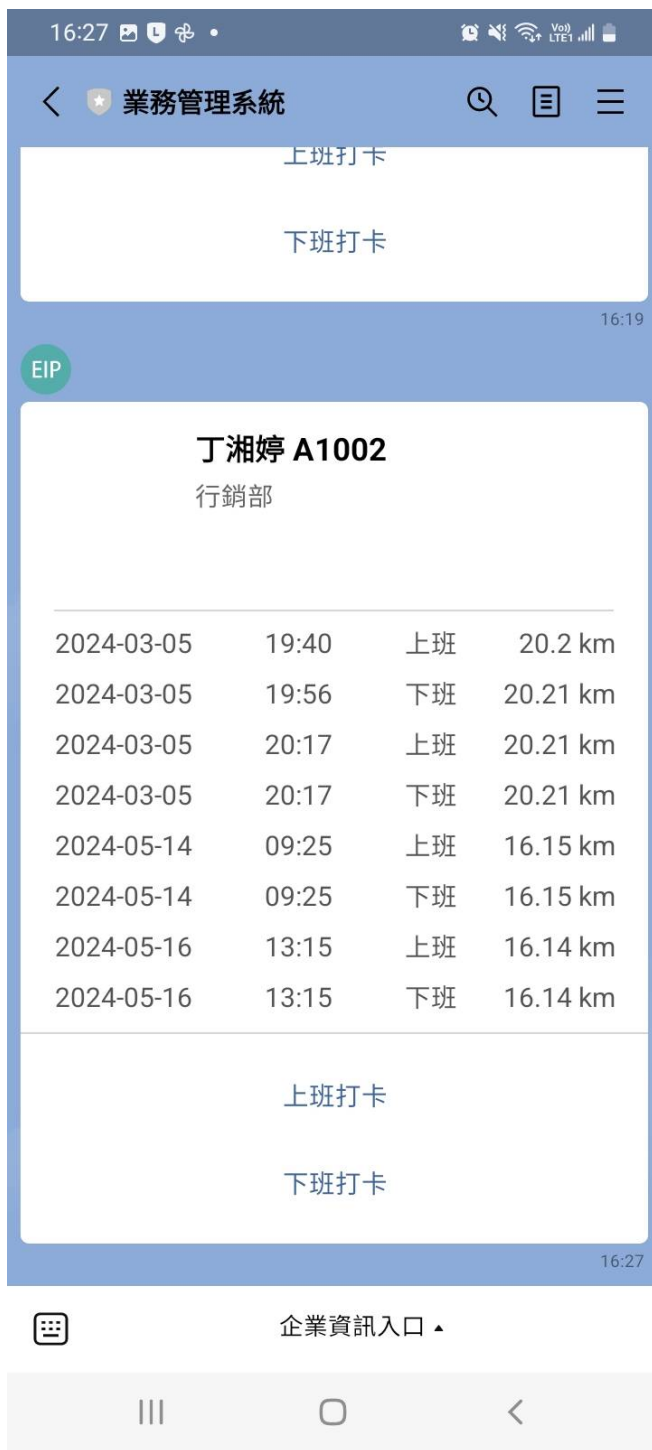 16:27
業務管理系統
上班打卡
下班打卡
16:19
EIP
丁湘婷 A1002
行銷部
2024-03-05 19:40 上班 20.2 km
2024-03-05 19:56 下班 20.21 km
2024-03-05 20:17 上班 20.21 km
2024-03-05 20:17 下班 20.21 km
2024-05-14 09:25 上班 16.15 km
2024-05-14 09:25 下班 16.15 km
2024-05-16 13:15 上班 16.14 km
2024-05-16 13:15 下班 16.14 km
上班打卡
下班打卡
16:27
企業資訊入口